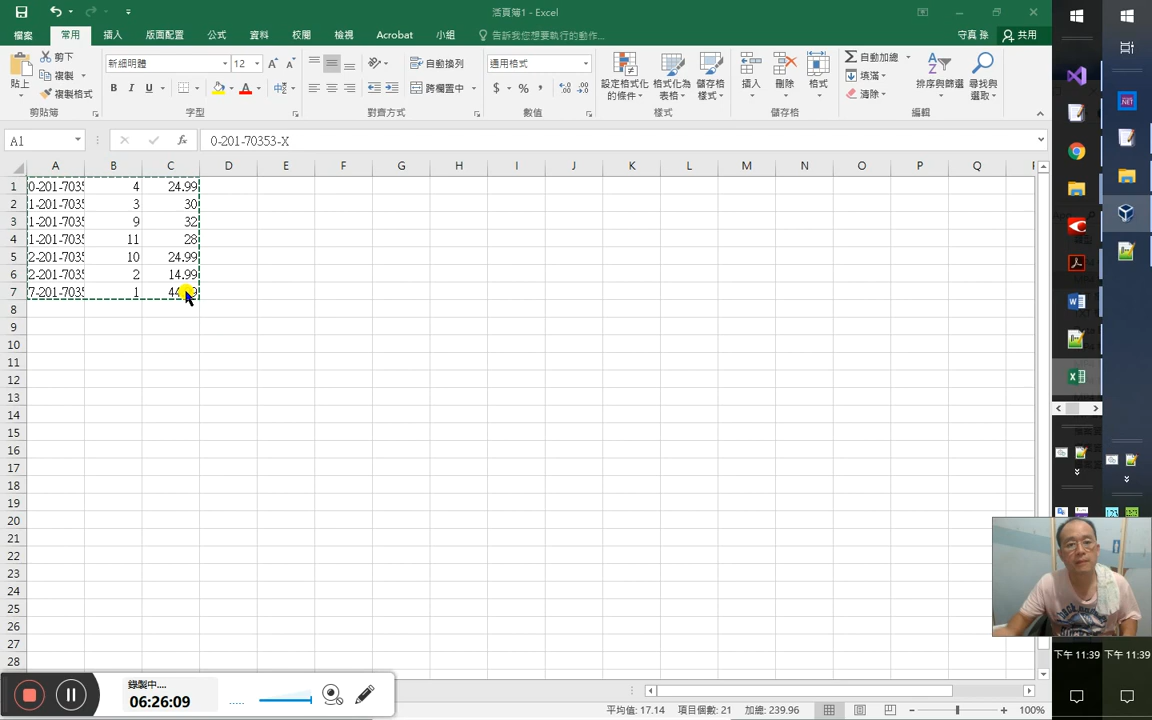 活頁簿1 - Excel
檔案 常用 插入 版面配置 公式 資料 校閱 檢視 Acrobat 小組 告訴我您想要執行的動作... 守真 孫 共用
貼上 剪下 複製 複製格式
新細明體 12
B I U A
自動換列 跨欄置中
通用格式
$ % ,
設定格式化的條件 格式化為表格 儲存格樣式
插入 刪除 格式
自動加總 填滿 清除
排序與篩選 尋找與選取
剪貼簿 字型 對齊方式 數值 樣式 儲存格 編輯
A1 fx 0-201-70353-X
A B C D E F G H I J K L M N O P Q
1 0-201-7035 4 24.99
2 1-201-7035 3 30
3 1-201-7035 9 32
4 1-201-7035 11 28
5 2-201-7035 10 24.99
6 2-201-7035 2 14.99
7 7-201-7035 1
8
9
10
11
12
13
14
15
16
17
18
19
20
21
22
23
24
25
26
27
28
錄製中....
06:26:09
平均值: 17.14 項目個數: 21 加總: 239.96 100%
下午 11:39 下午 11:39